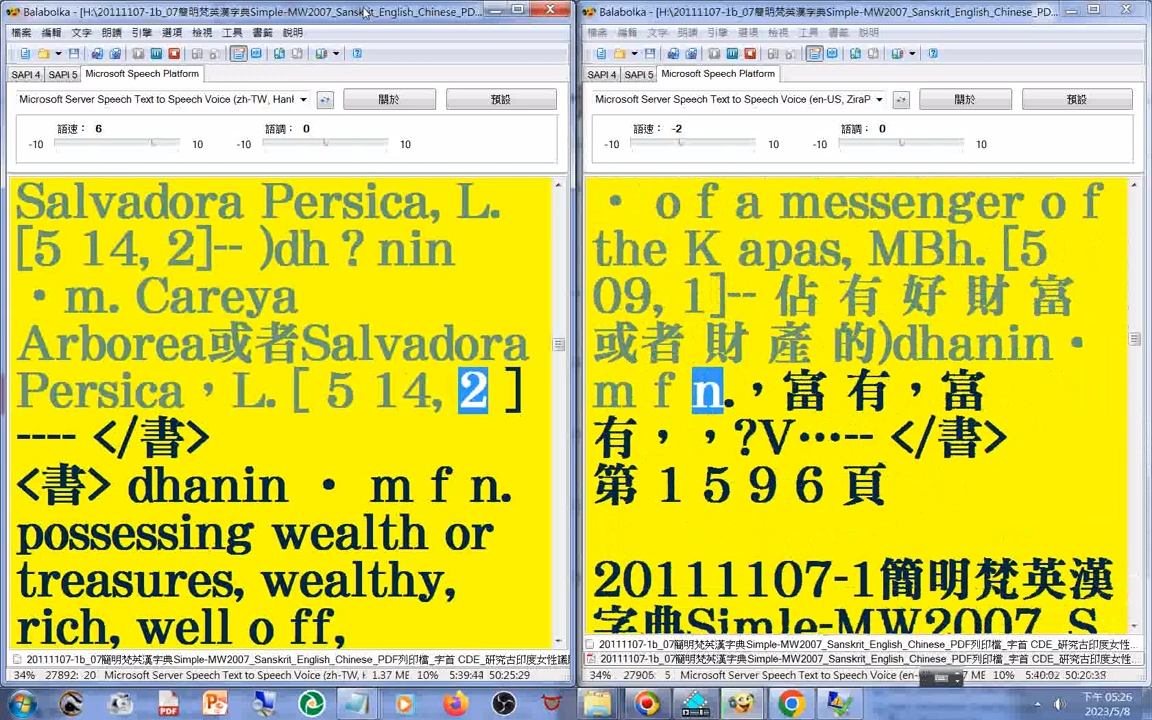 Balabolka - [H:\20111107-1b_07簡明梵英漢字典Simple-MW2007_Sanskrit_English_Chinese_PD...
檔案 編輯 文字 朗讀 引擎 選項 檢視 工具 書籤 說明
SAPI 4 SAPI 5 Microsoft Speech Platform
Microsoft Server Speech Text to Speech Voice (zh-TW, Hanl
關於
預設
語速： 6
語調： 0
-10 10 -10 10
Salvadora Persica, L.
[5 14, 2]-- )dh ? nin
• m. Careya
Arborea或者Salvadora
Persica，L. [ 5 14, 2 ]
---- </書>
<書> dhanin • m f n.
possessing wealth or
treasures, wealthy,
rich, well o ff,
20111107-1b_07簡明梵英漢字典Simple-MW2007_Sanskrit_English_Chinese_PDF列印檔_字首 CDE_研究古印度女性議
34% 27892: 20 Microsoft Server Speech Text to Speech Voice (zh-TW, H 1.37 ME 10% 5:39:44 50:25:29
Balabolka - [H:\20111107-1b_07簡明梵英漢字典Simple-MW2007_Sanskrit_English_Chinese_PD...
檔案 編輯 文字 朗讀 引擎 選項 檢視 工具 書籤 說明
SAPI 4 SAPI 5 Microsoft Speech Platform
Microsoft Server Speech Text to Speech Voice (en-US, ZiraP
關於
預設
語速： -2
語調： 0
-10 10 -10 10
• o f a messenger o f
the K apas, MBh. [5
09, 1]-- 佔 有 好 財 富
或者 財 產 的)dhanin •
m f n.，富 有，富
有，，?V…-- </書>
第 1 5 9 6 頁
20111107-1簡明梵英漢
字典Simle-MW2007_S
20111107-1b_07簡明梵英漢字典Simple-MW2007_Sanskrit_English_Chinese_PDF列印檔_字首 CDE_研究古印度女性...
20111107-1b_07簡明梵英漢字典Simple-MW2007_Sanskrit_English_Chinese_PDF列印檔_字首 CDE_研究古印度女性...
34% 27905: 5 Microsoft Server Speech Text to Speech Voice (en-U 10% 5:40:02 50:20:38
下午 05:26
2023/5/8